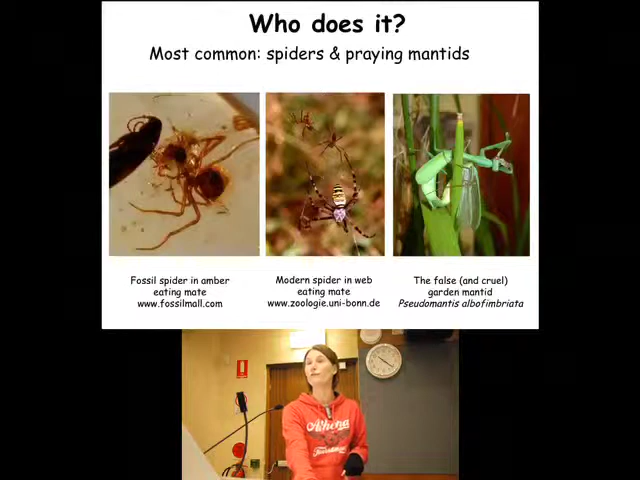 Who does it?
Most common: spiders & praying mantids
Fossil spider in amber
eating mate
www.fossilmall.com
Modern spider in web
eating mate
www.zoologie.uni-bonn.de
The false (and cruel)
garden mantid
Pseudomantis albofimbriata
Athena